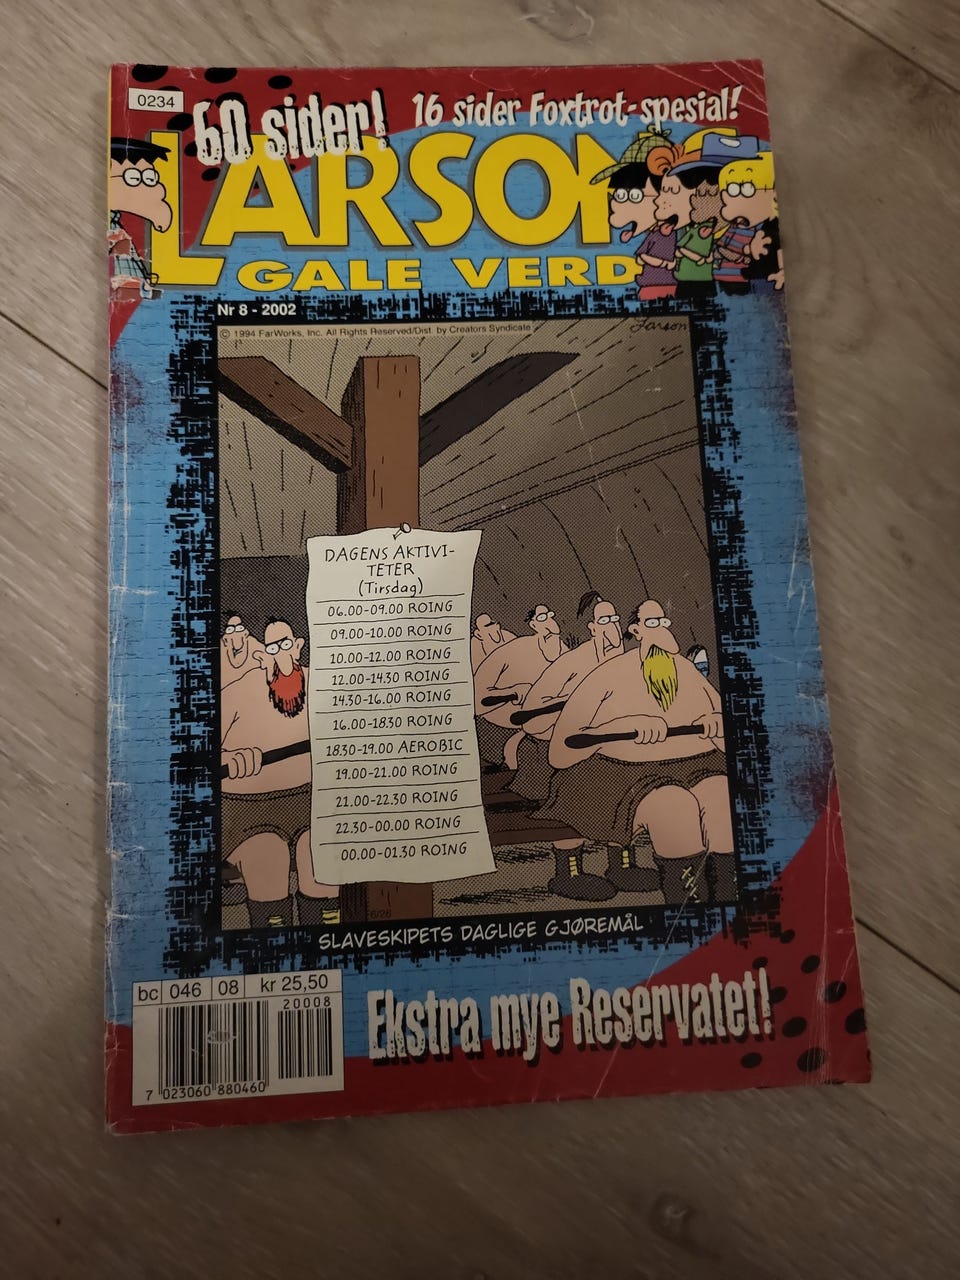 0234
60 sider!
16 sider Foxtrot-spesial!
LARSON
GALE VERD
Nr 8 - 2002
© 1994 FarWorks, Inc. All Rights Reserved/Dist. by Creators Syndicate
Larson
DAGENS AKTIVI-
TETER
(Tirsdag)
06.00-09.00 ROING
09.00-10.00 ROING
10.00-12.00 ROING
12.00-14.30 ROING
14.30-16.00 ROING
16.00-18.30 ROING
18.30-19.00 AEROBIC
19.00-21.00 ROING
21.00-22.30 ROING
22.30-00.00 ROING
00.00-01.30 ROING
6/26
SLAVESKIPETS DAGLIGE GJØREMÅL
bc 046 08 kr 25,50
20008
7 023060 880460
Ekstra mye Reservatet!